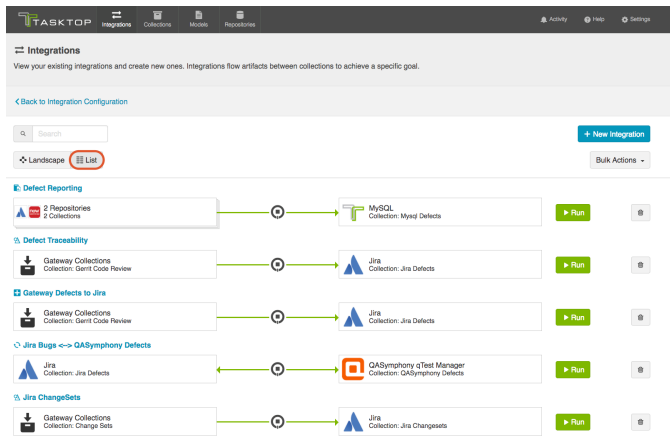 TASKTOP
Integrations
Collections
Models
Repositories
Activity
Help
Settings
Integrations
View your existing integrations and create new ones. Integrations flow artifacts between collections to achieve a specific goal.
Back to Integration Configuration
Search
+ New Integration
Landscape
List
Bulk Actions
Defect Reporting
2 Repositories
2 Collections
MySQL
Collection: Mysql Defects
Run
Defect Traceability
Gateway Collections
Collection: Gerrit Code Review
Jira
Collection: Jira Defects
Run
Gateway Defects to Jira
Gateway Collections
Collection: Gerrit Code Review
Jira
Collection: Jira Defects
Run
Jira Bugs <--> QASymphony Defects
Jira
Collection: Jira Defects
QASymphony qTest Manager
Collection: QASymphony Defects
Run
Jira ChangeSets
Gateway Collections
Collection: Change Sets
Jira
Collection: Jira Changesets
Run